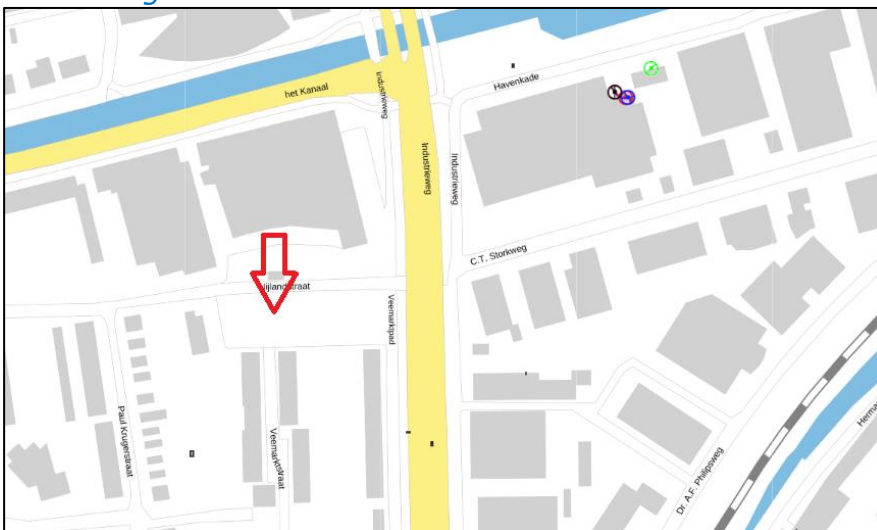 Havenkade
het Kanaal
Industrieweg
Industrieweg
Industrieweg
C.T. Storkweg
Veemarktpad
Paul Krugerstraat
Veemarktstraat
Dr. A.F. Philipsweg